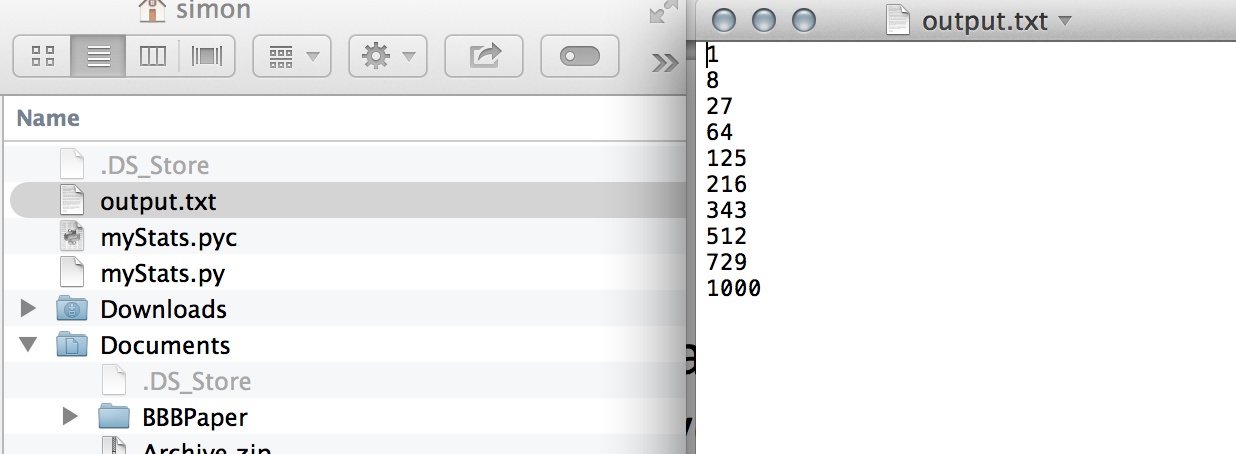 simon
Name
.DS_Store
output.txt
myStats.pyc
myStats.py
Downloads
Documents
.DS_Store
BBBPaper
Archive.zip
output.txt
1
8
27
64
125
216
343
512
729
1000